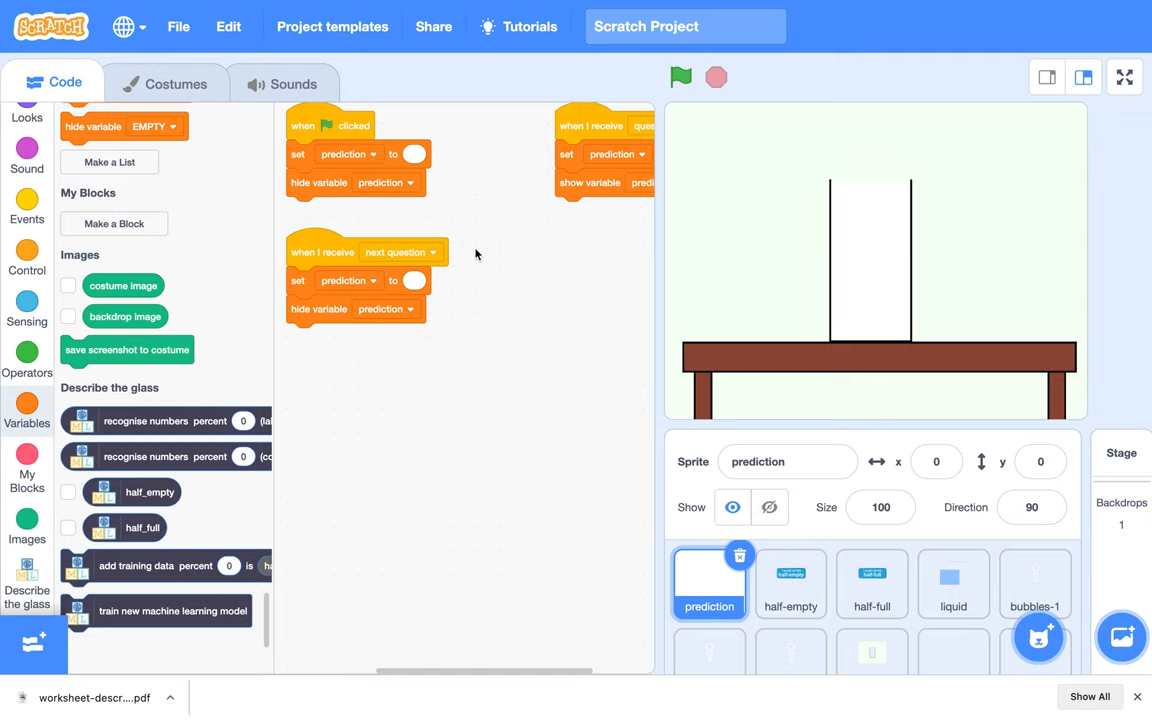 SCRATCH
File
Edit
Project templates
Share
Tutorials
Scratch Project
Code
Costumes
Sounds
Looks
Sound
Events
Control
Sensing
Operators
Variables
My
Blocks
Images
Describe
the glass
hide variable EMPTY
Make a List
My Blocks
Make a Block
Images
costume image
backdrop image
save screenshot to costume
Describe the glass
ML recognise numbers percent 0
ML recognise numbers percent 0
ML half_empty
ML half_full
ML add training data percent 0 is
ML train new machine learning model
when clicked
set prediction to
hide variable prediction
when I receive next question
set prediction to
hide variable prediction
when I receive
set prediction
show variable
Sprite prediction x 0 y 0
Show Size 100 Direction 90
prediction
half-empty
half-full
liquid
bubbles-1
Stage
Backdrops
1
worksheet-descr....pdf
Show All